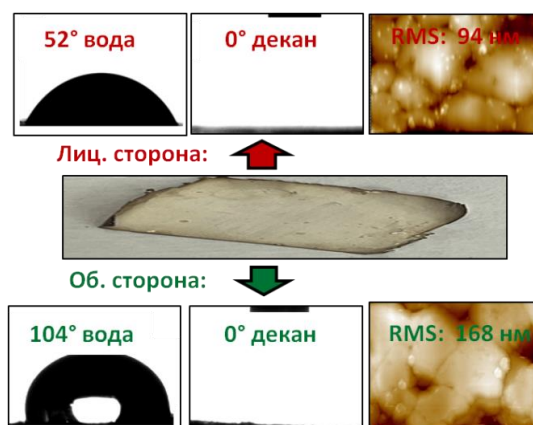 52° вода
0° декан
RMS: 94 нм
Лиц. сторона:
Об. сторона:
104° вода
0° декан
RMS: 168 нм